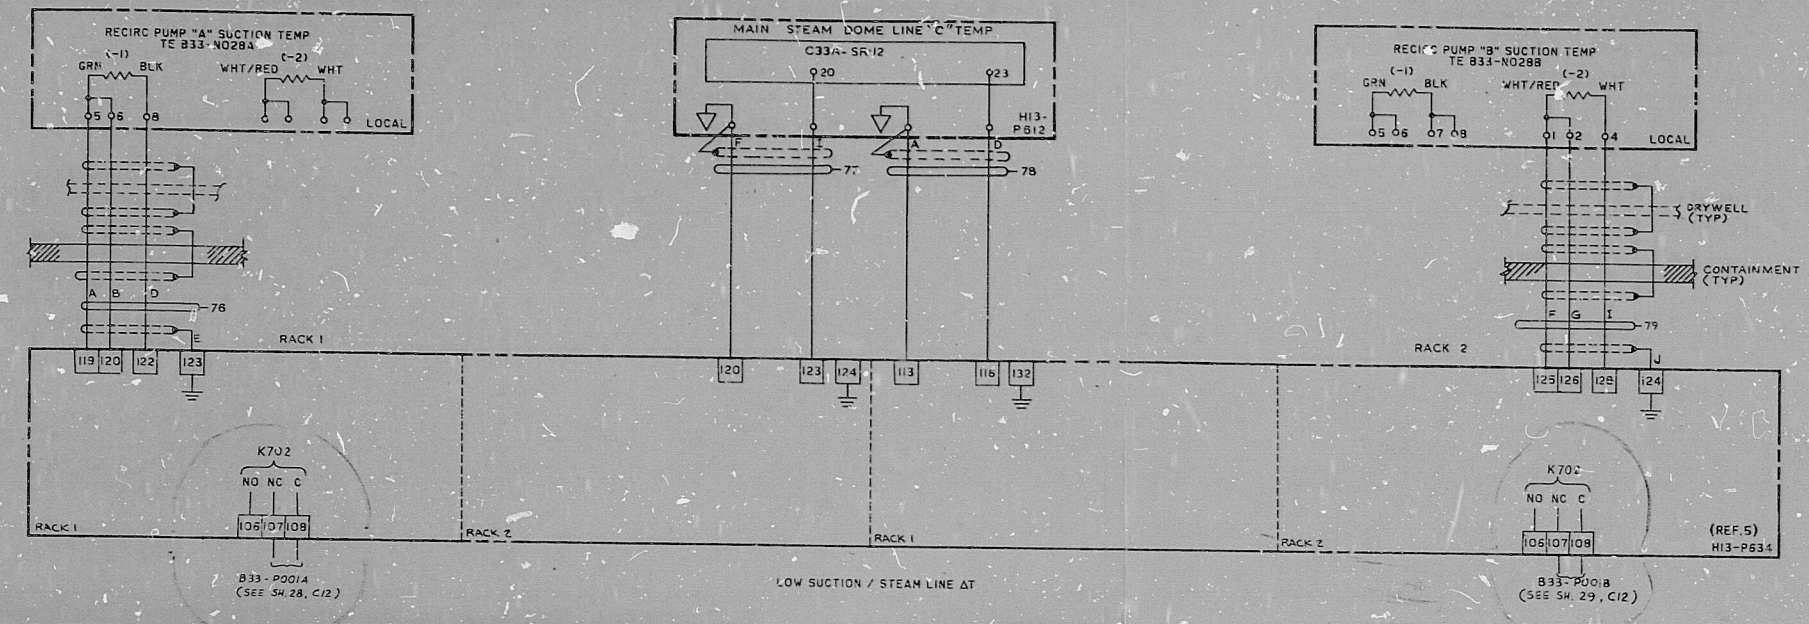 RECIRC PUMP "A" SUCTION TEMP
TE B33-N028A
(-1)
(-2)
GRN
BLK
WHT/RED
WHT
5
6
8
LOCAL
A
B
D
76
E
RACK 1
119
120
122
123
MAIN STEAM DOME LINE "C" TEMP
C33A-SR12
20
23
H13-
P612
F
I
A
D
77
78
120
123
124
113
116
132
RECIRC PUMP "B" SUCTION TEMP
TE B33-N028B
(-1)
(-2)
GRN
BLK
WHT/RED
WHT
5
6
7
8
1
2
4
LOCAL
DRYWELL
(TYP)
CONTAINMENT
(TYP)
F
G
I
79
RACK 2
J
125
126
128
124
K702
NO
NC
C
106
107
108
RACK 1
RACK 2
RACK 1
RACK 2
K702
NO
NC
C
106
107
108
(REF.5)
H13-P634
B33-P001A
(SEE SH.28, C12)
LOW SUCTION / STEAM LINE ΔT
B33-P001B
(SEE SH. 29, C12)